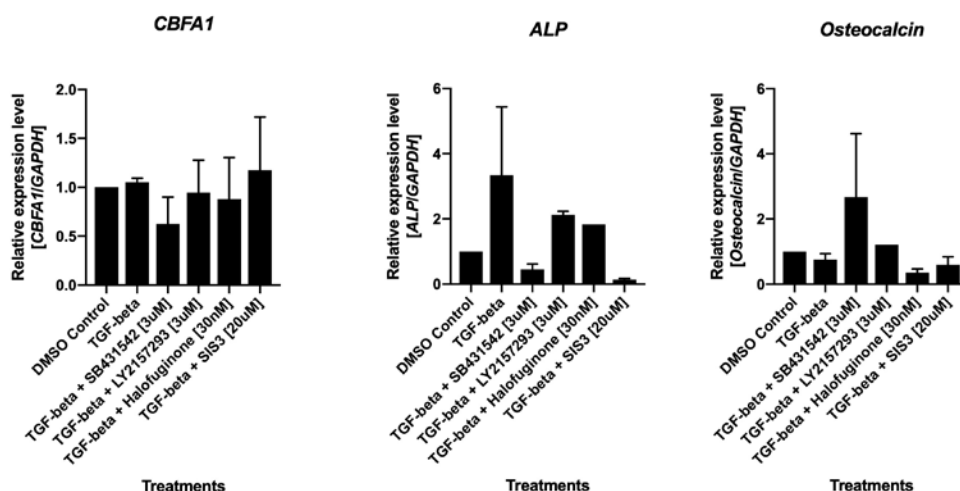 CBFA1
Relative expression level
[CBFA1/GAPDH]
2.0
1.5
1.0
0.5
0.0
DMSO Control
TGF-beta
TGF-beta + SB431542 [3uM]
TGF-beta + LY2157293 [3uM]
TGF-beta + Halofuginone [30nM]
TGF-beta + SIS3 [20uM]
Treatments
ALP
Relative expression level
[ALP/GAPDH]
6
4
2
0
DMSO Control
TGF-beta
TGF-beta + SB431542 [3uM]
TGF-beta + LY2157293 [3uM]
TGF-beta + Halofuginone [30nM]
TGF-beta + SIS3 [20uM]
Treatments
Osteocalcin
Relative expression level
[Osteocalcin/GAPDH]
6
4
2
0
DMSO Control
TGF-beta
TGF-beta + SB431542 [3uM]
TGF-beta + LY2157293 [3uM]
TGF-beta + Halofuginone [30nM]
TGF-beta + SIS3 [20uM]
Treatments